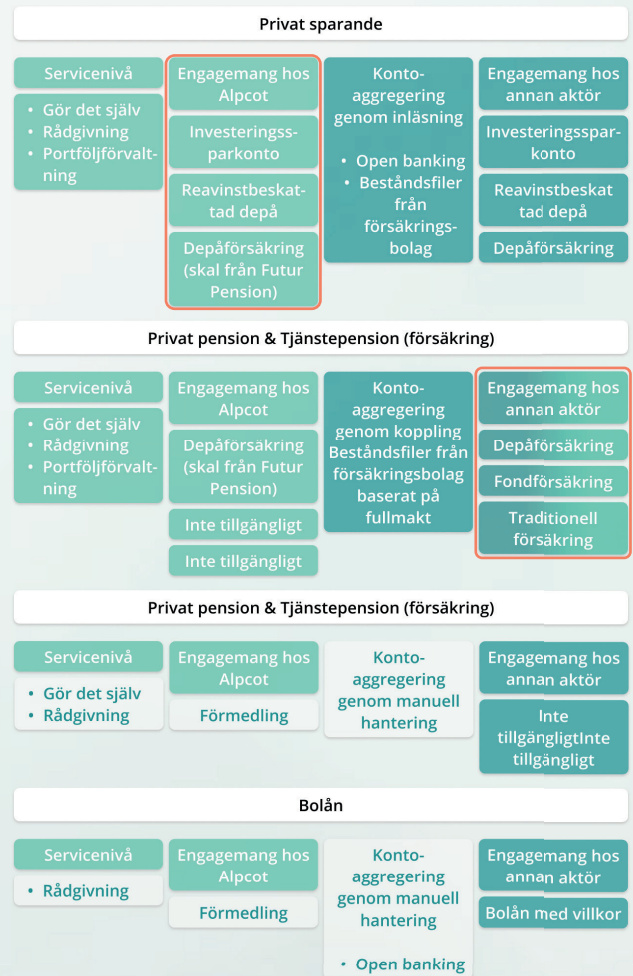 Privat sparande
Servicenivå
• Gör det själv
• Rådgivning
• Portföljförvalt-
ning
Engagemang hos
Alpcot
Investeringss-
parkonto
Reavinstbeskat-
tad depå
Depåförsäkring
(skal från Futur
Pension)
Konto-
aggregering
genom inläsning
• Open banking
• Beståndsfiler
från
försäkrings-
bolag
Engagemang hos
annan aktör
Investeringsspar-
konto
Reavinstbeskat
tad depå
Depåförsäkring
Privat pension & Tjänstepension (försäkring)
Servicenivå
• Gör det själv
• Rådgivning
• Portföljförvalt-
ning
Engagemang hos
Alpcot
Depåförsäkring
(skal från Futur
Pension)
Inte tillgängligt
Inte tillgängligt
Konto-
aggregering
genom koppling
Beståndsfiler från
försäkringsbolag
baserat på
fullmakt
Engagemang hos
annan aktör
Depåförsäkring
Fondförsäkring
Traditionell
försäkring
Privat pension & Tjänstepension (försäkring)
Servicenivå
• Gör det själv
• Rådgivning
Engagemang hos
Alpcot
Förmedling
Konto-
aggregering
genom manuell
hantering
Engagemang hos
annan aktör
Inte
tillgängligtInte
tillgängligt
Bolån
Servicenivå
• Rådgivning
Engagemang hos
Alpcot
Förmedling
Konto-
aggregering
genom manuell
hantering
• Open banking
Engagemang hos
annan aktör
Bolån med villkor